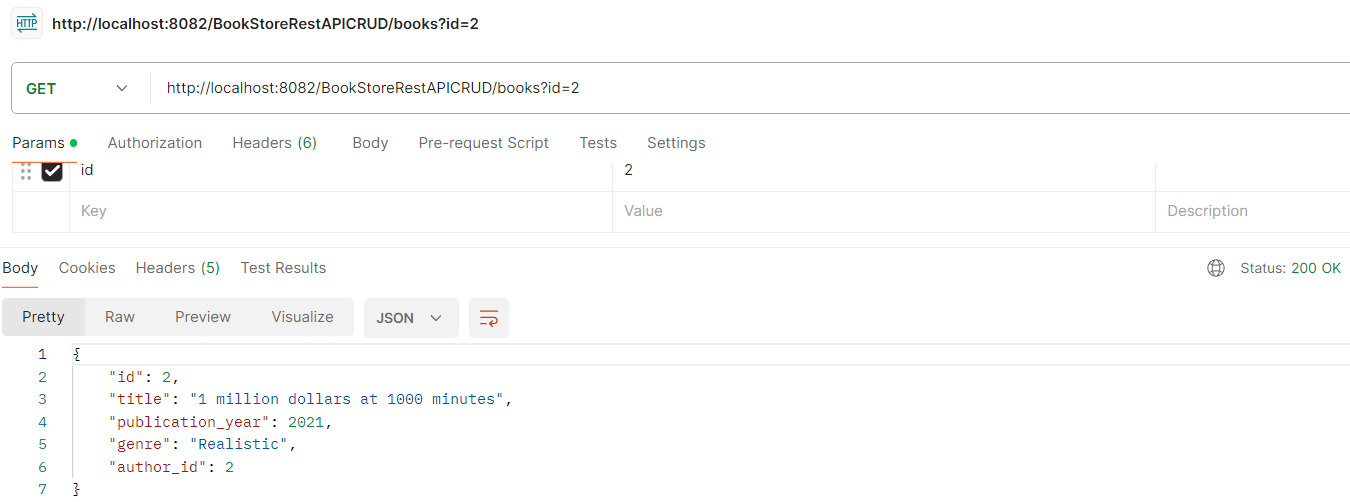 HTTP http://localhost:8082/BookStoreRestAPICRUD/books?id=2
GET http://localhost:8082/BookStoreRestAPICRUD/books?id=2
Params Authorization Headers (6) Body Pre-request Script Tests Settings
id 2
Key Value Description
Body Cookies Headers (5) Test Results Status: 200 OK
Pretty Raw Preview Visualize JSON
1 {
2 "id": 2,
3 "title": "1 million dollars at 1000 minutes",
4 "publication_year": 2021,
5 "genre": "Realistic",
6 "author_id": 2
7 }